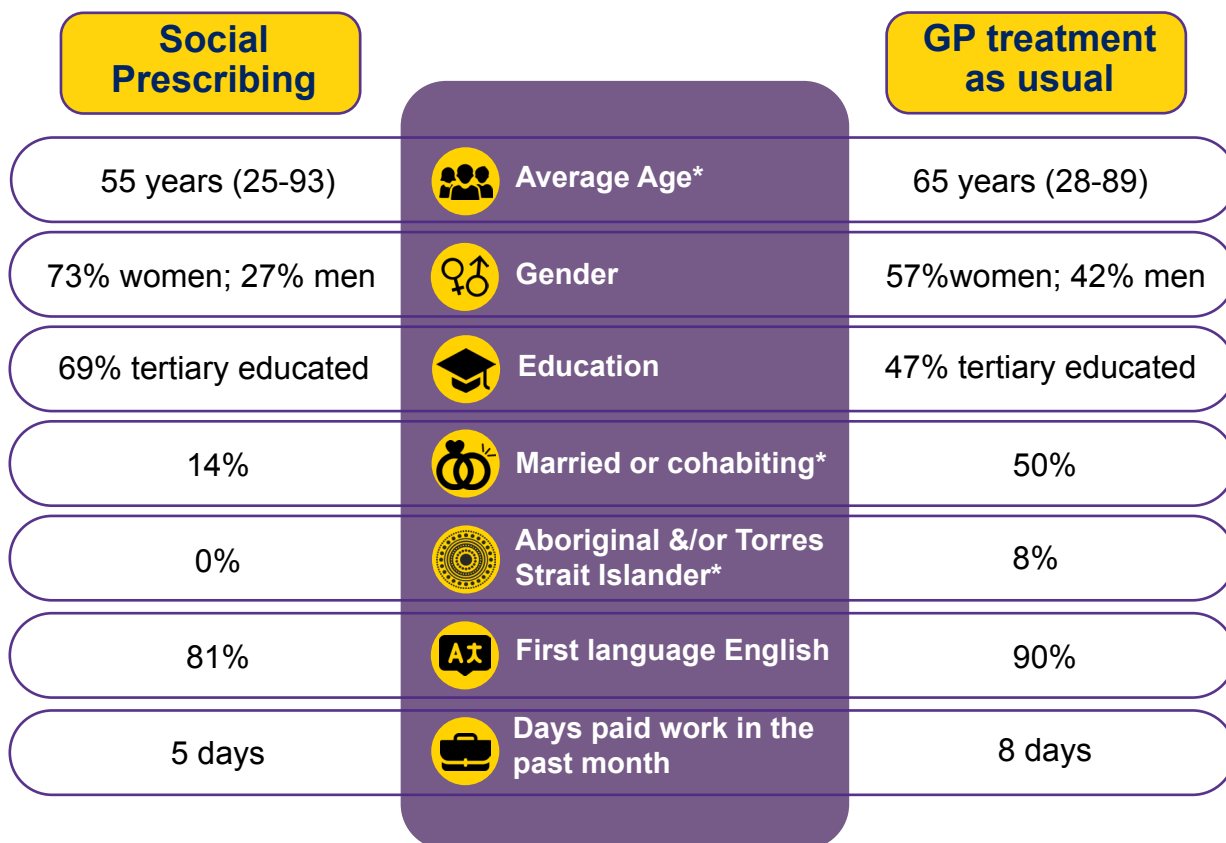 Social
Prescribing
GP treatment
as usual
55 years (25-93)
Average Age*
65 years (28-89)
73% women; 27% men
Gender
57%women; 42% men
69% tertiary educated
Education
47% tertiary educated
14%
Married or cohabiting*
50%
0%
Aboriginal &/or Torres
Strait Islander*
8%
81%
First language English
90%
5 days
Days paid work in the
past month
8 days